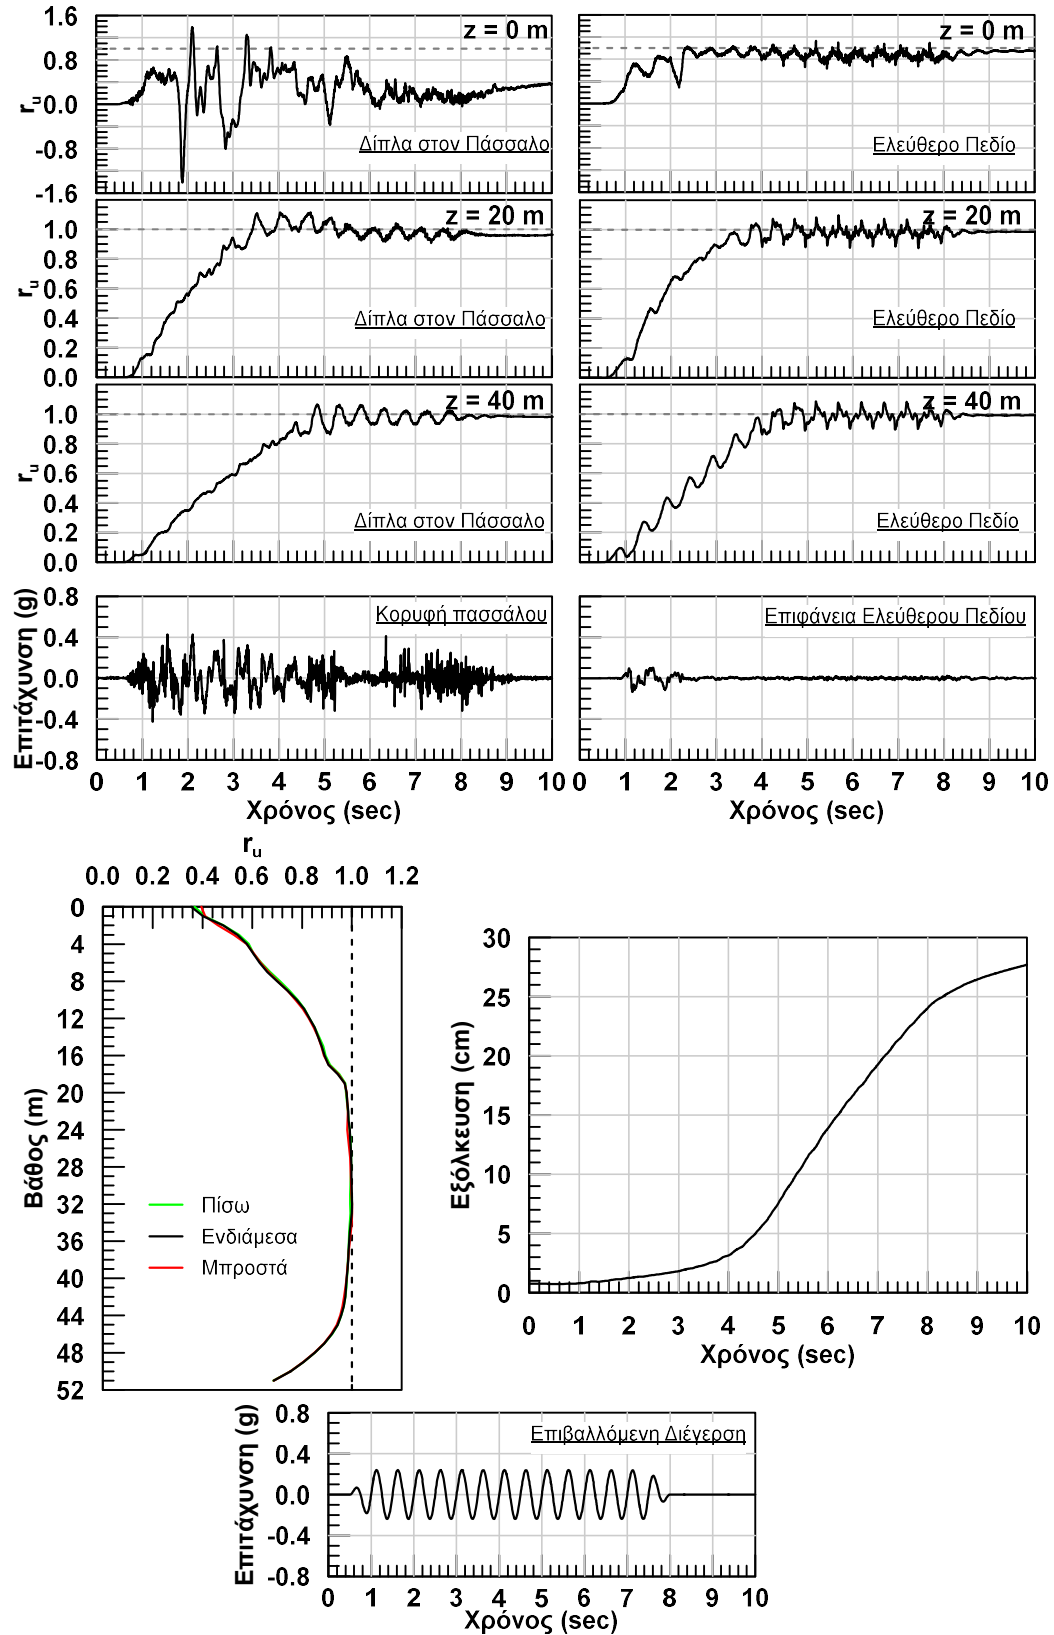 1.6
0.8
0.0
-0.8
-1.6
r_u
z = 0 m
Δίπλα στον Πάσσαλο
z = 0 m
Ελεύθερο Πεδίο
1.0
0.8
0.6
0.4
0.2
0.0
r_u
z = 20 m
Δίπλα στον Πάσσαλο
z = 20 m
Ελεύθερο Πεδίο
1.0
0.8
0.6
0.4
0.2
0.0
r_u
z = 40 m
Δίπλα στον Πάσσαλο
z = 40 m
Ελεύθερο Πεδίο
0.8
0.4
0.0
-0.4
-0.8
Επιτάχυνση (g)
Κορυφή πασσάλου
Επιφάνεια Ελεύθερου Πεδίου
0 1 2 3 4 5 6 7 8 9 10
0 1 2 3 4 5 6 7 8 9 10
Χρόνος (sec)
Χρόνος (sec)
r_u
0.0 0.2 0.4 0.6 0.8 1.0 1.2
0
4
8
12
16
20
24
28
32
36
40
44
48
52
Βάθος (m)
Πίσω
Ενδιάμεσα
Μπροστά
30
25
20
15
10
5
0
Εξόλκευση (cm)
0 1 2 3 4 5 6 7 8 9 10
Χρόνος (sec)
0.8
0.4
0.0
-0.4
-0.8
Επιτάχυνση (g)
Επιβαλλόμενη Διέγερση
0 1 2 3 4 5 6 7 8 9 10
Χρόνος (sec)